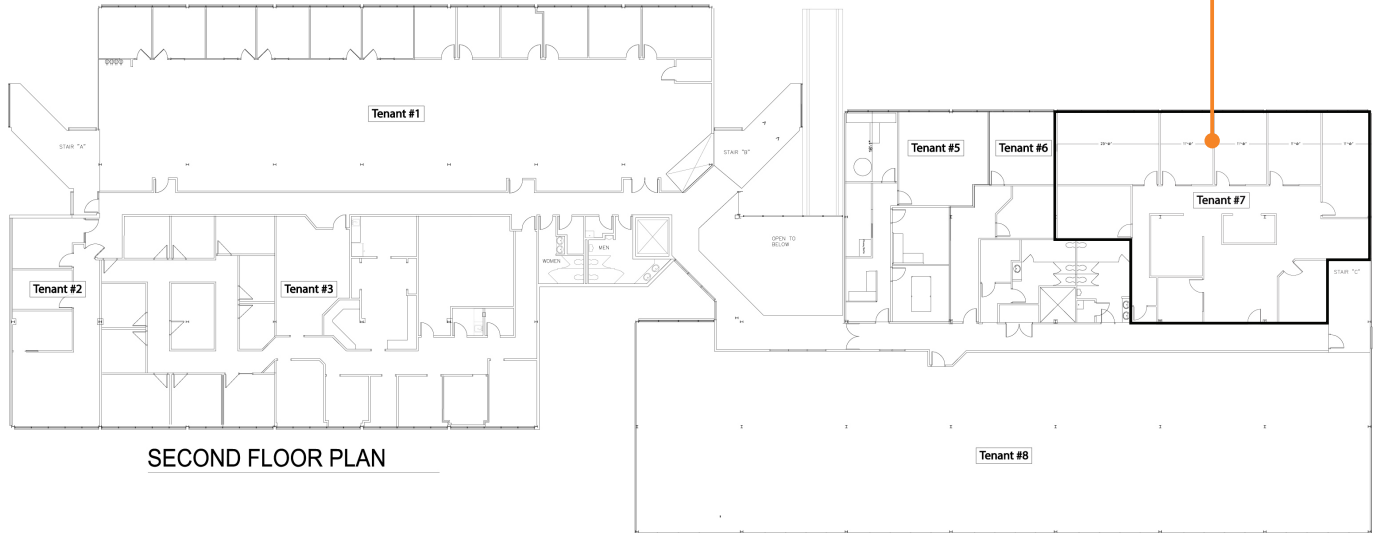 Tenant #1
STAIR "A"
STAIR "B"
Tenant #5
Tenant #6
Tenant #7
OPEN TO
BELOW
WOMEN
MEN
STAIR "C"
Tenant #2
Tenant #3
SECOND FLOOR PLAN
Tenant #8